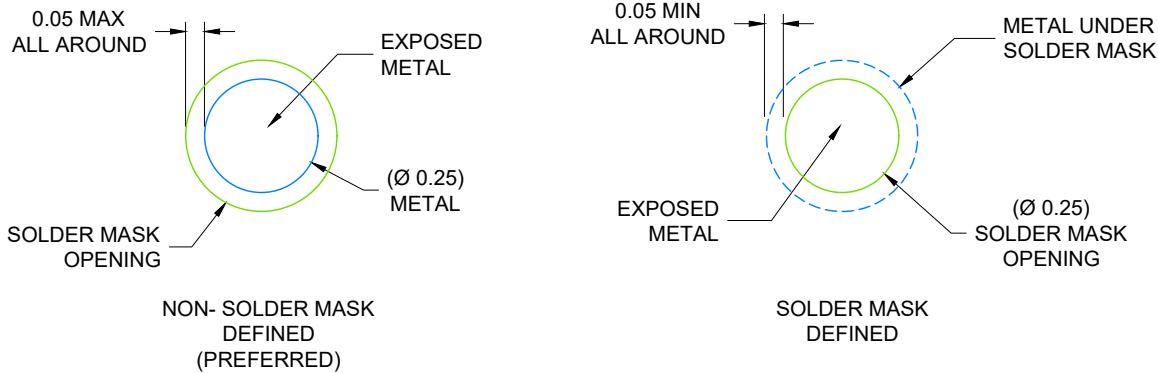 0.05 MAX
ALL AROUND
EXPOSED
METAL
(Ø 0.25)
METAL
SOLDER MASK
OPENING
NON- SOLDER MASK
DEFINED
(PREFERRED)
0.05 MIN
ALL AROUND
METAL UNDER
SOLDER MASK
EXPOSED
METAL
(Ø 0.25)
SOLDER MASK
OPENING
SOLDER MASK
DEFINED